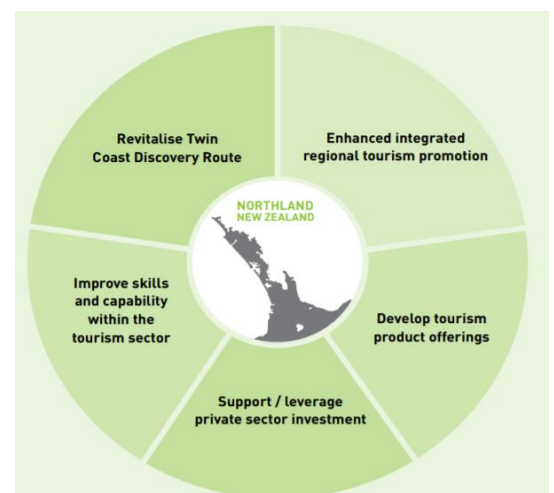 Revitalise Twin
Coast Discovery Route
Enhanced integrated
regional tourism promotion
NORTHLAND
NEW ZEALAND
Improve skills
and capability
within the
tourism sector
Develop tourism
product offerings
Support / leverage
private sector investment